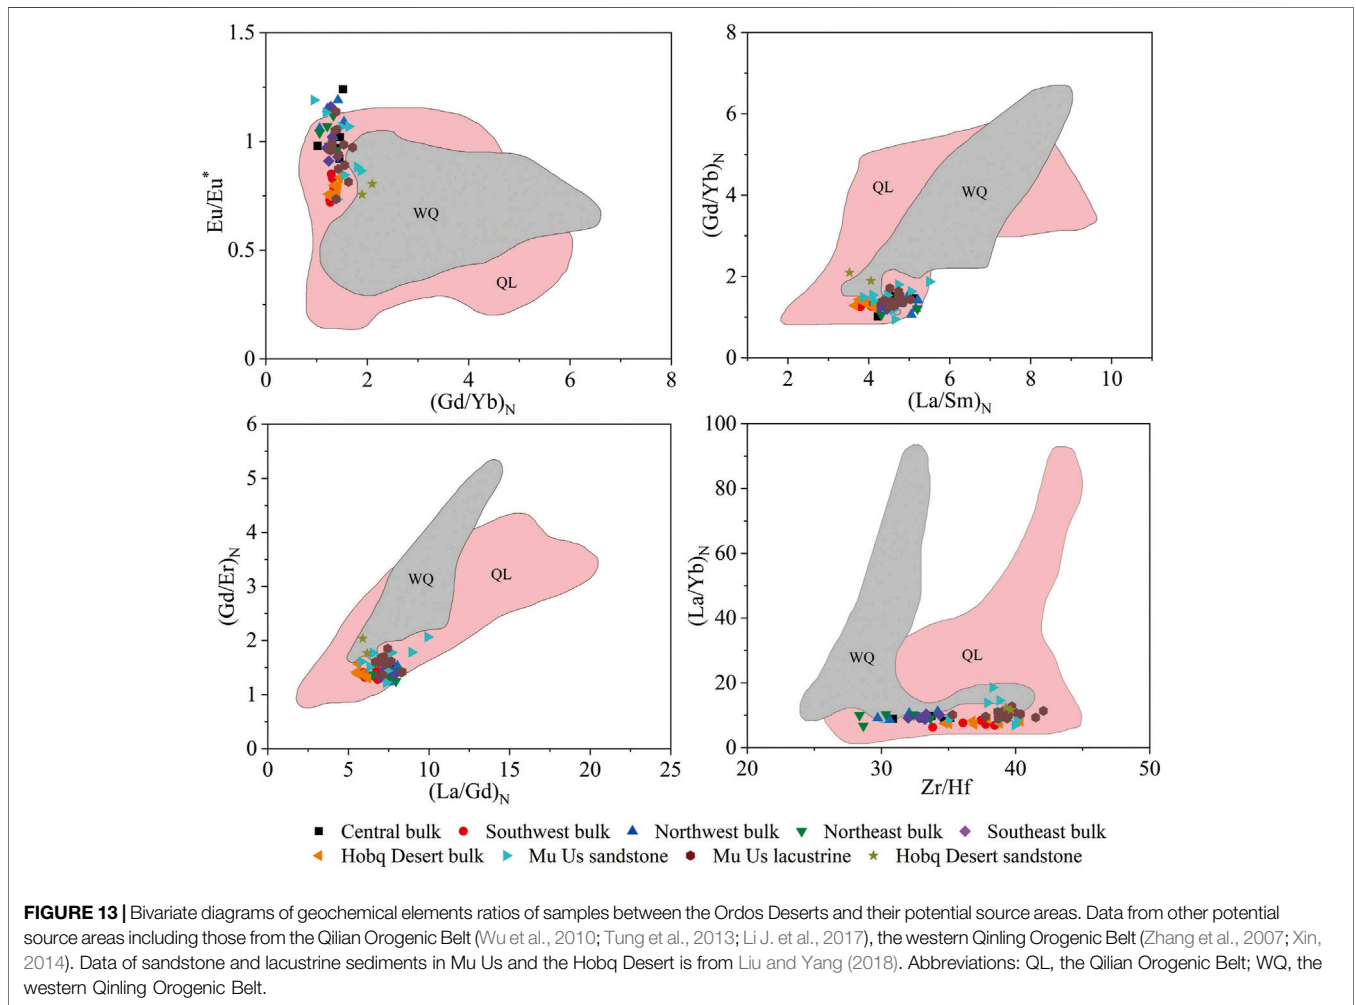 1.5
1
0.5
0
Eu/Eu*
WQ
QL
0 2 4 6 8
(Gd/Yb)N
8
6
4
2
0
(Gd/Yb)N
QL
WQ
2 4 6 8 10
(La/Sm)N
6
5
4
3
2
1
0
(Gd/Er)N
WQ
QL
0 5 10 15 20 25
(La/Gd)N
100
80
60
40
20
0
(La/Yb)N
WQ
QL
20 30 40 50
Zr/Hf
Central bulk Southwest bulk Northwest bulk Northeast bulk Southeast bulk
Hobq Desert bulk Mu Us sandstone Mu Us lacustrine Hobq Desert sandstone
FIGURE 13 | Bivariate diagrams of geochemical elements ratios of samples between the Ordos Deserts and their potential source areas. Data from other potential
source areas including those from the Qilian Orogenic Belt (Wu et al., 2010; Tung et al., 2013; Li J. et al., 2017), the western Qinling Orogenic Belt (Zhang et al., 2007; Xin,
2014). Data of sandstone and lacustrine sediments in Mu Us and the Hobq Desert is from Liu and Yang (2018). Abbreviations: QL, the Qilian Orogenic Belt; WQ, the
western Qinling Orogenic Belt.